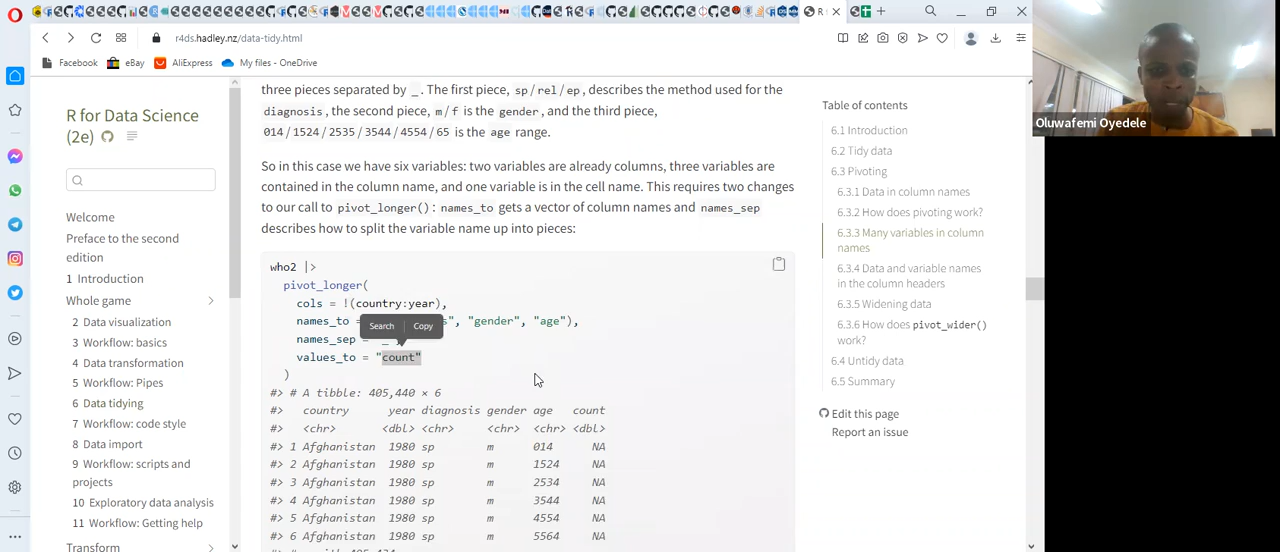 R
r4ds.hadley.nz/data-tidy.html
Facebook
eBay
AliExpress
My files - OneDrive
Oluwafemi Oyedele
R for Data Science
(2e)
Welcome
Preface to the second
edition
1 Introduction
Whole game
2 Data visualization
3 Workflow: basics
4 Data transformation
5 Workflow: Pipes
6 Data tidying
7 Workflow: code style
8 Data import
9 Workflow: scripts and
projects
10 Exploratory data analysis
11 Workflow: Getting help
Transform
three pieces separated by _. The first piece, sp/rel/ep, describes the method used for the
diagnosis, the second piece, m/f is the gender, and the third piece,
014/1524/2535/3544/4554/65 is the age range.
So in this case we have six variables: two variables are already columns, three variables are
contained in the column name, and one variable is in the cell name. This requires two changes
to our call to pivot_longer(): names_to gets a vector of column names and names_sep
describes how to split the variable name up into pieces:
who2 |>
pivot_longer(
cols = !(country:year),
names_to = s", "gender", "age"),
Search
Copy
names_sep = "_",
values_to = "count"
)
#> # A tibble: 405,440 × 6
#> country year diagnosis gender age count
#> <chr> <dbl> <chr> <chr> <chr> <dbl>
#> 1 Afghanistan 1980 sp m 014 NA
#> 2 Afghanistan 1980 sp m 1524 NA
#> 3 Afghanistan 1980 sp m 2534 NA
#> 4 Afghanistan 1980 sp m 3544 NA
#> 5 Afghanistan 1980 sp m 4554 NA
#> 6 Afghanistan 1980 sp m 5564 NA
Table of contents
6.1 Introduction
6.2 Tidy data
6.3 Pivoting
6.3.1 Data in column names
6.3.2 How does pivoting work?
6.3.3 Many variables in column
names
6.3.4 Data and variable names
in the column headers
6.3.5 Widening data
6.3.6 How does pivot_wider()
work?
6.4 Untidy data
6.5 Summary
Edit this page
Report an issue